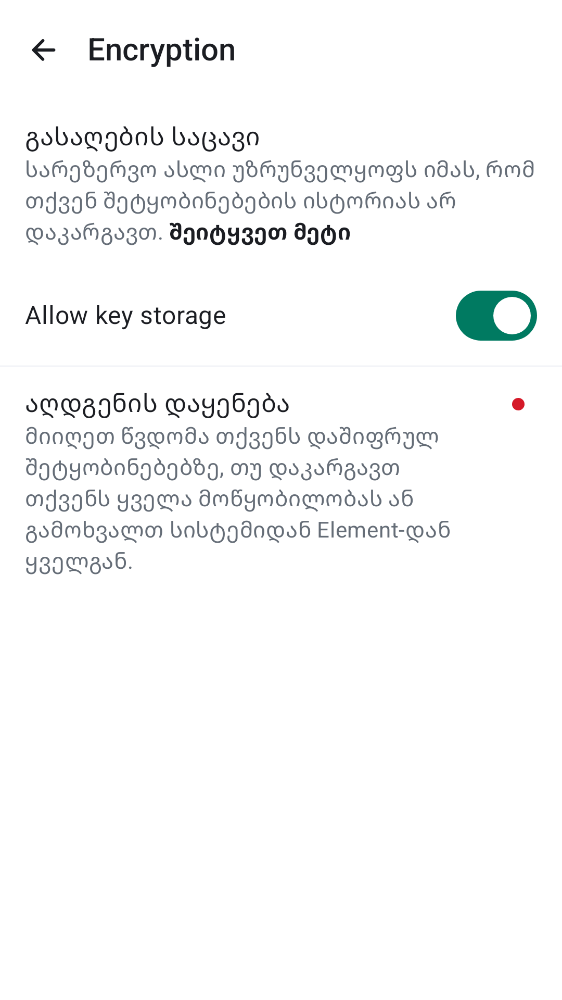 Encryption
გასაღების საცავი
სარეზერვო ასლი უზრუნველყოფს იმას, რომ
თქვენ შეტყობინებების ისტორიას არ
დაკარგავთ. შეიტყვეთ მეტი
Allow key storage
აღდგენის დაყენება
მიიღეთ წვდომა თქვენს დაშიფრულ
შეტყობინებებზე, თუ დაკარგავთ
თქვენს ყველა მოწყობილობას ან
გამოხვალთ სისტემიდან Element-დან
ყველგან.